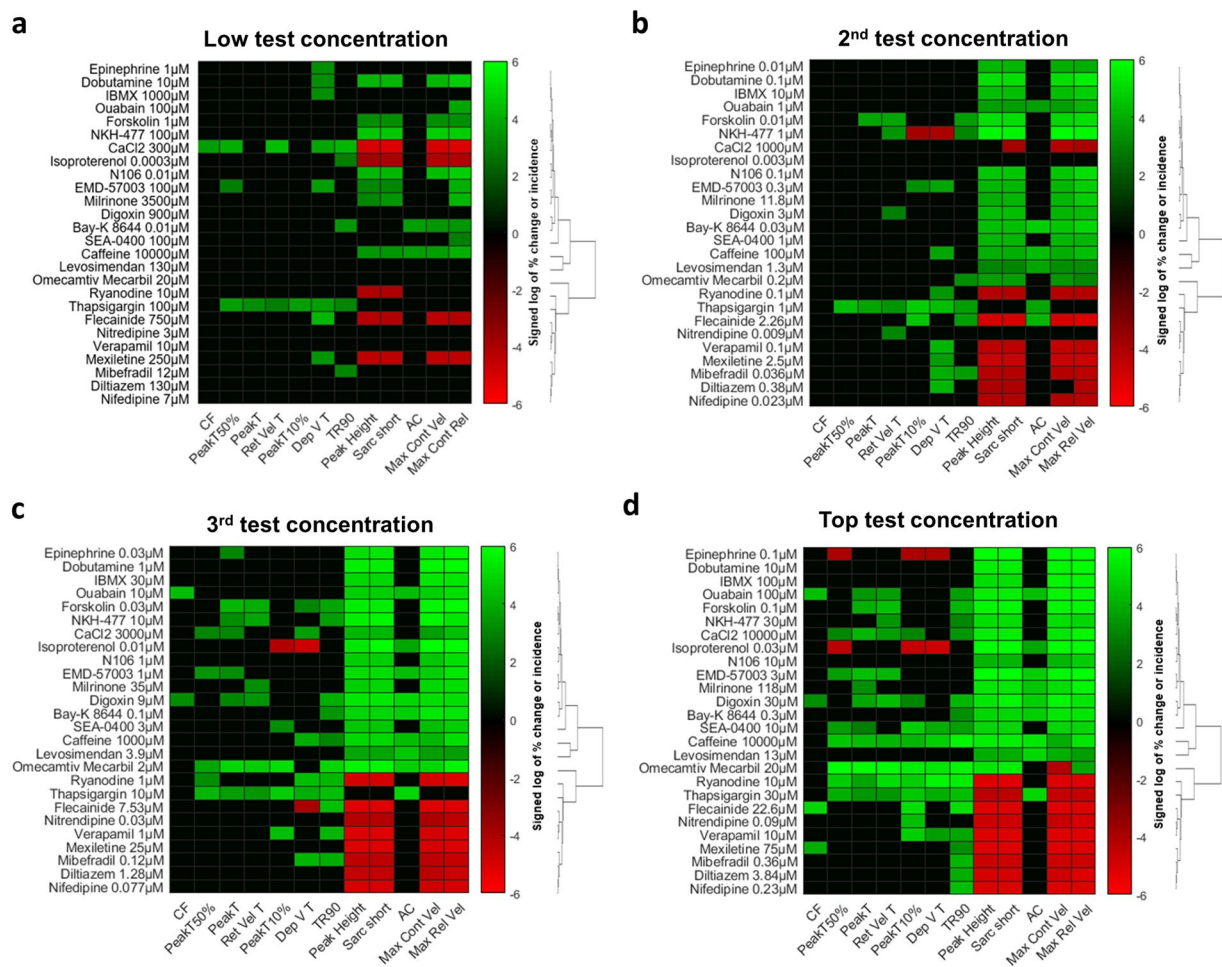 a
Low test concentration
Epinephrine 1µM
Dobutamine 10µM
IBMX 1000µM
Ouabain 100µM
Forskolin 1µM
NKH-477 100µM
CaCl2 300µM
Isoproterenol 0.0003µM
N106 0.01µM
EMD-57003 100µM
Milrinone 3500µM
Digoxin 900µM
Bay-K 8644 0.01µM
SEA-0400 100µM
Caffeine 10000µM
Levosimendan 130µM
Omecamtiv Mecarbil 20µM
Ryanodine 10µM
Thapsigargin 100µM
Flecainide 750µM
Nitredipine 3µM
Verapamil 10µM
Mexiletine 250µM
Mibefradil 12µM
Diltiazem 130µM
Nifedipine 7µM
CF
PeakT50%
PeakT
Ret Vel T
PeakT10%
Dep V T
TR90
Peak Height
Sarc short
AC
Max Cont Vel
Max Cont Rel
6
4
2
0
-2
-4
-6
Signed log of % change or incidence
b
2nd test concentration
Epinephrine 0.01µM
Dobutamine 0.1µM
IBMX 10µM
Ouabain 1µM
Forskolin 0.01µM
NKH-477 1µM
CaCl2 1000µM
Isoproterenol 0.003µM
N106 0.1µM
EMD-57003 0.3µM
Milrinone 11.8µM
Digoxin 3µM
Bay-K 8644 0.03µM
SEA-0400 1µM
Caffeine 100µM
Levosimendan 1.3µM
Omecamtiv Mecarbil 0.2µM
Ryanodine 0.1µM
Thapsigargin 1µM
Flecainide 2.26µM
Nitrendipine 0.009µM
Verapamil 0.1µM
Mexiletine 2.5µM
Mibefradil 0.036µM
Diltiazem 0.38µM
Nifedipine 0.023µM
CF
PeakT50%
PeakT
Ret Vel T
PeakT10%
Dep V T
TR90
Peak Height
Sarc short
AC
Max Cont Vel
Max Rel Vel
6
4
2
0
-2
-4
-6
Signed log of % change or incidence
c
3rd test concentration
Epinephrine 0.03µM
Dobutamine 1µM
IBMX 30µM
Ouabain 10µM
Forskolin 0.03µM
NKH-477 10µM
CaCl2 3000µM
Isoproterenol 0.01µM
N106 1µM
EMD-57003 1µM
Milrinone 35µM
Digoxin 9µM
Bay-K 8644 0.1µM
SEA-0400 3µM
Caffeine 1000µM
Levosimendan 3.9µM
Omecamtiv Mecarbil 2µM
Ryanodine 1µM
Thapsigargin 10µM
Flecainide 7.53µM
Nitrendipine 0.03µM
Verapamil 1µM
Mexiletine 25µM
Mibefradil 0.12µM
Diltiazem 1.28µM
Nifedipine 0.077µM
CF
PeakT50%
PeakT
Ret Vel T
PeakT10%
Dep V T
TR90
Peak Height
Sarc short
AC
Max Cont Vel
Max Rel Vel
6
4
2
0
-2
-4
-6
Signed log of % change or incidence
d
Top test concentration
Epinephrine 0.1µM
Dobutamine 10µM
IBMX 100µM
Ouabain 100µM
Forskolin 0.1µM
NKH-477 30µM
CaCl2 10000µM
Isoproterenol 0.03µM
N106 10µM
EMD-57003 3µM
Milrinone 118µM
Digoxin 30µM
Bay-K 8644 0.3µM
SEA-0400 10µM
Caffeine 10000µM
Levosimendan 13µM
Omecamtiv Mecarbil 20µM
Ryanodine 10µM
Thapsigargin 30µM
Flecainide 22.6µM
Nitrendipine 0.09µM
Verapamil 10µM
Mexiletine 75µM
Mibefradil 0.36µM
Diltiazem 3.84µM
Nifedipine 0.23µM
CF
PeakT50%
PeakT
Ret Vel T
PeakT10%
Dep V T
TR90
Peak Height
Sarc short
AC
Max Cont Vel
Max Rel Vel
6
4
2
0
-2
-4
-6
Signed log of % change or incidence